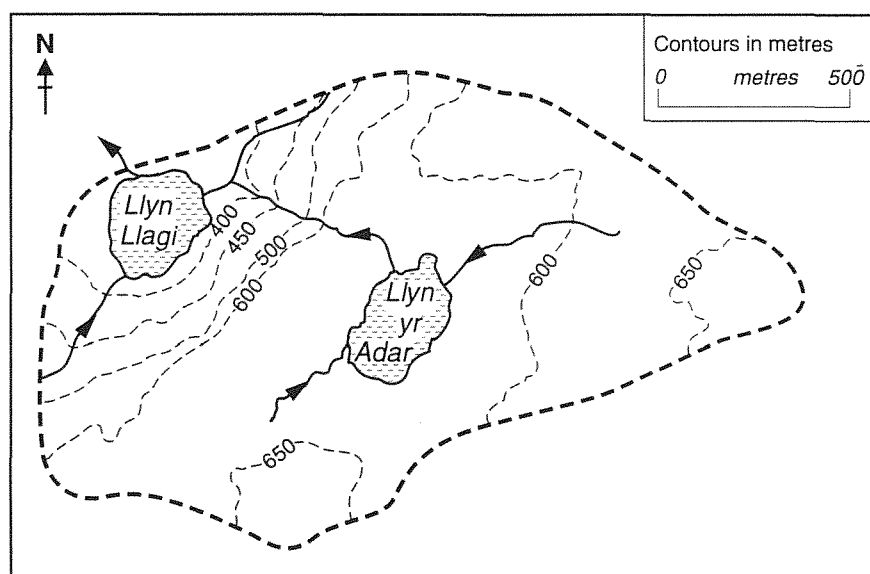 N
Contours in metres
0 metres 500
Llyn
Llagi
400
450
500
600
Llyn
yr
Adar
600
650
650